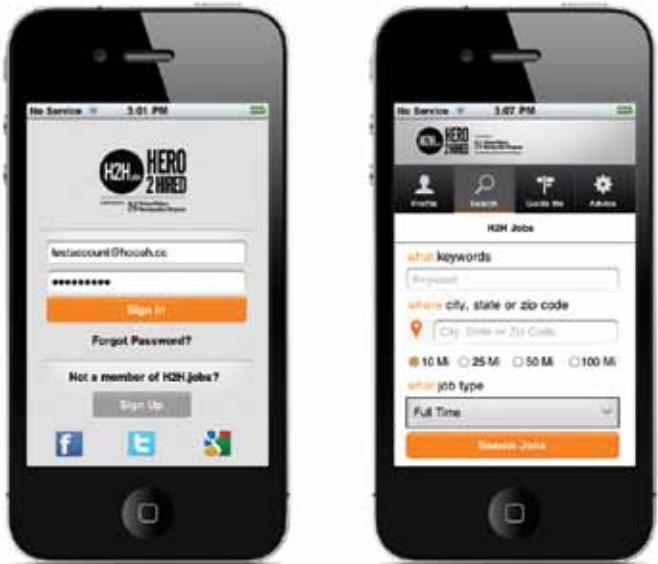 No Service 3:01 PM
H2H.jobs HERO
2 HIRED
testaccount@hooah.cc
•••••••••
Sign In
Forgot Password?
Not a member of H2H.jobs?
Sign Up
f t g
No Service 3:07 PM
H2H.jobs HERO
2 HIRED
Profile Search Guide Me Advice
H2H Jobs
what keywords
Keyword
where city, state or zip code
City, State or Zip Code
10 Mi 25 Mi 50 Mi 100 Mi
what job type
Full Time
Search Jobs